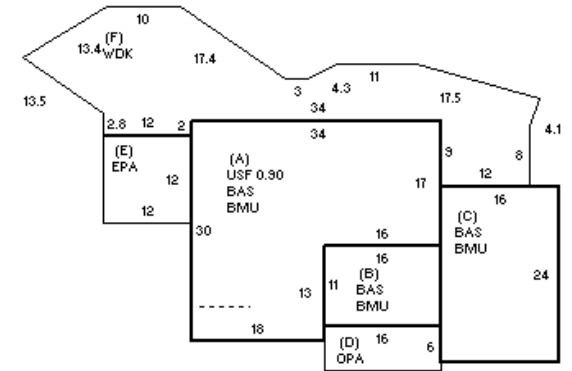 10
(F)
13.4 WDK
17.4
13.5
3
4.3
11
17.5
4.1
34
2.8 12 2
34
(E)
EPA
12
12
(A)
USF 0.90
BAS
BMU
9
8
17
12
16
30
16
16
(C)
BAS
BMU
(B)
BAS
BMU
13
11
24
18
(D)
OPA
16
6